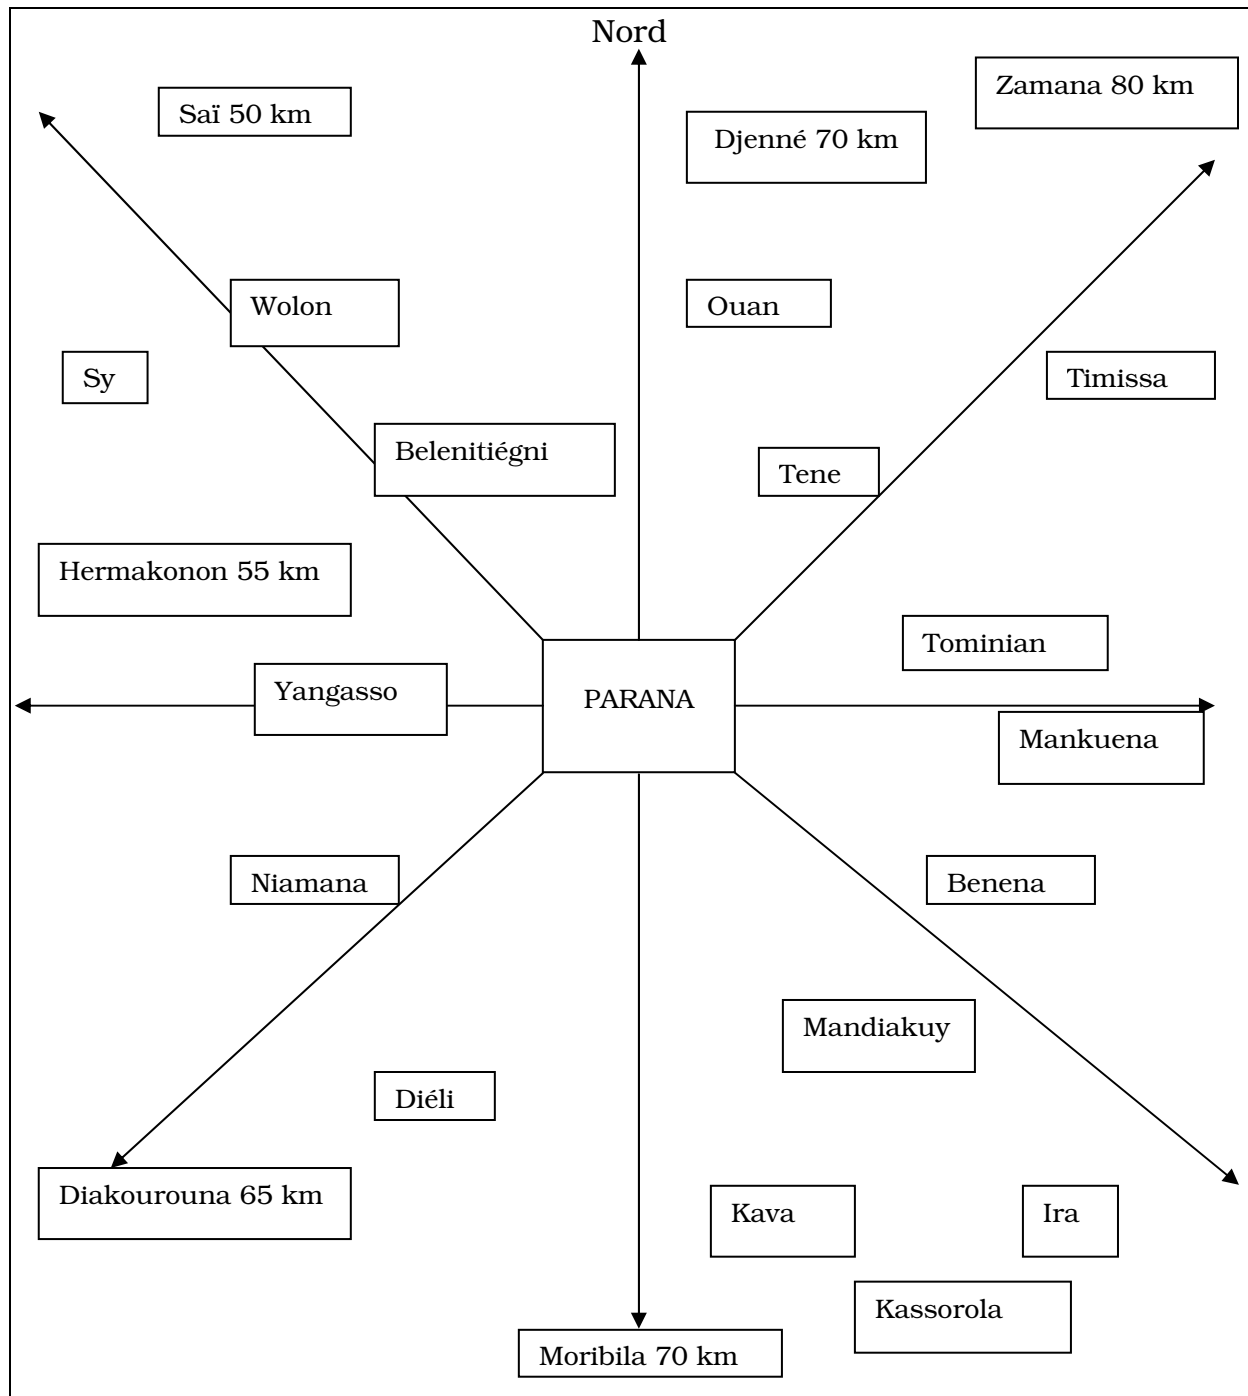 Nord
Zamana 80 km
Saï 50 km
Djenné 70 km
Wolon
Ouan
Sy
Timissa
Belenitiégni
Tene
Hermakonon 55 km
Tominian
Yangasso
PARANA
Mankuena
Niamana
Benena
Mandiakuy
Diéli
Diakourouna 65 km
Kava
Ira
Kassorola
Moribila 70 km